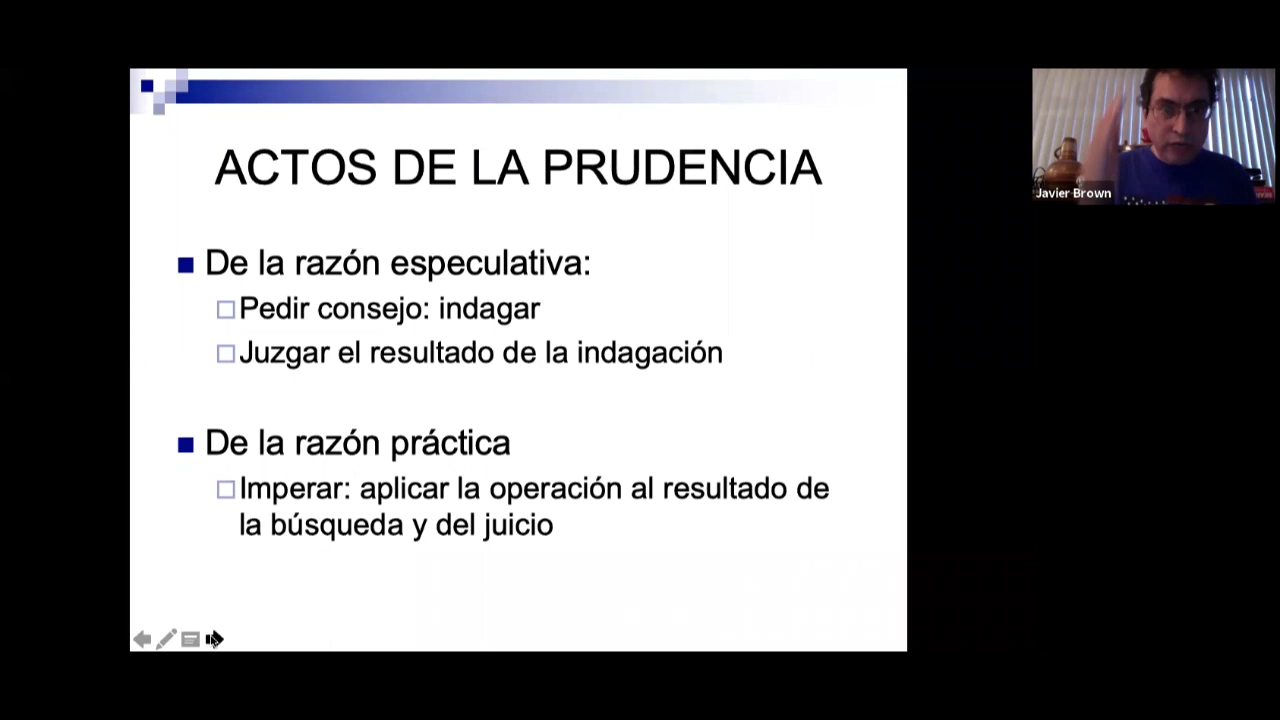 ACTOS DE LA PRUDENCIA
De la razón especulativa:
Pedir consejo: indagar
Juzgar el resultado de la indagación
De la razón práctica
Imperar: aplicar la operación al resultado de
la búsqueda y del juicio
Javier Brown